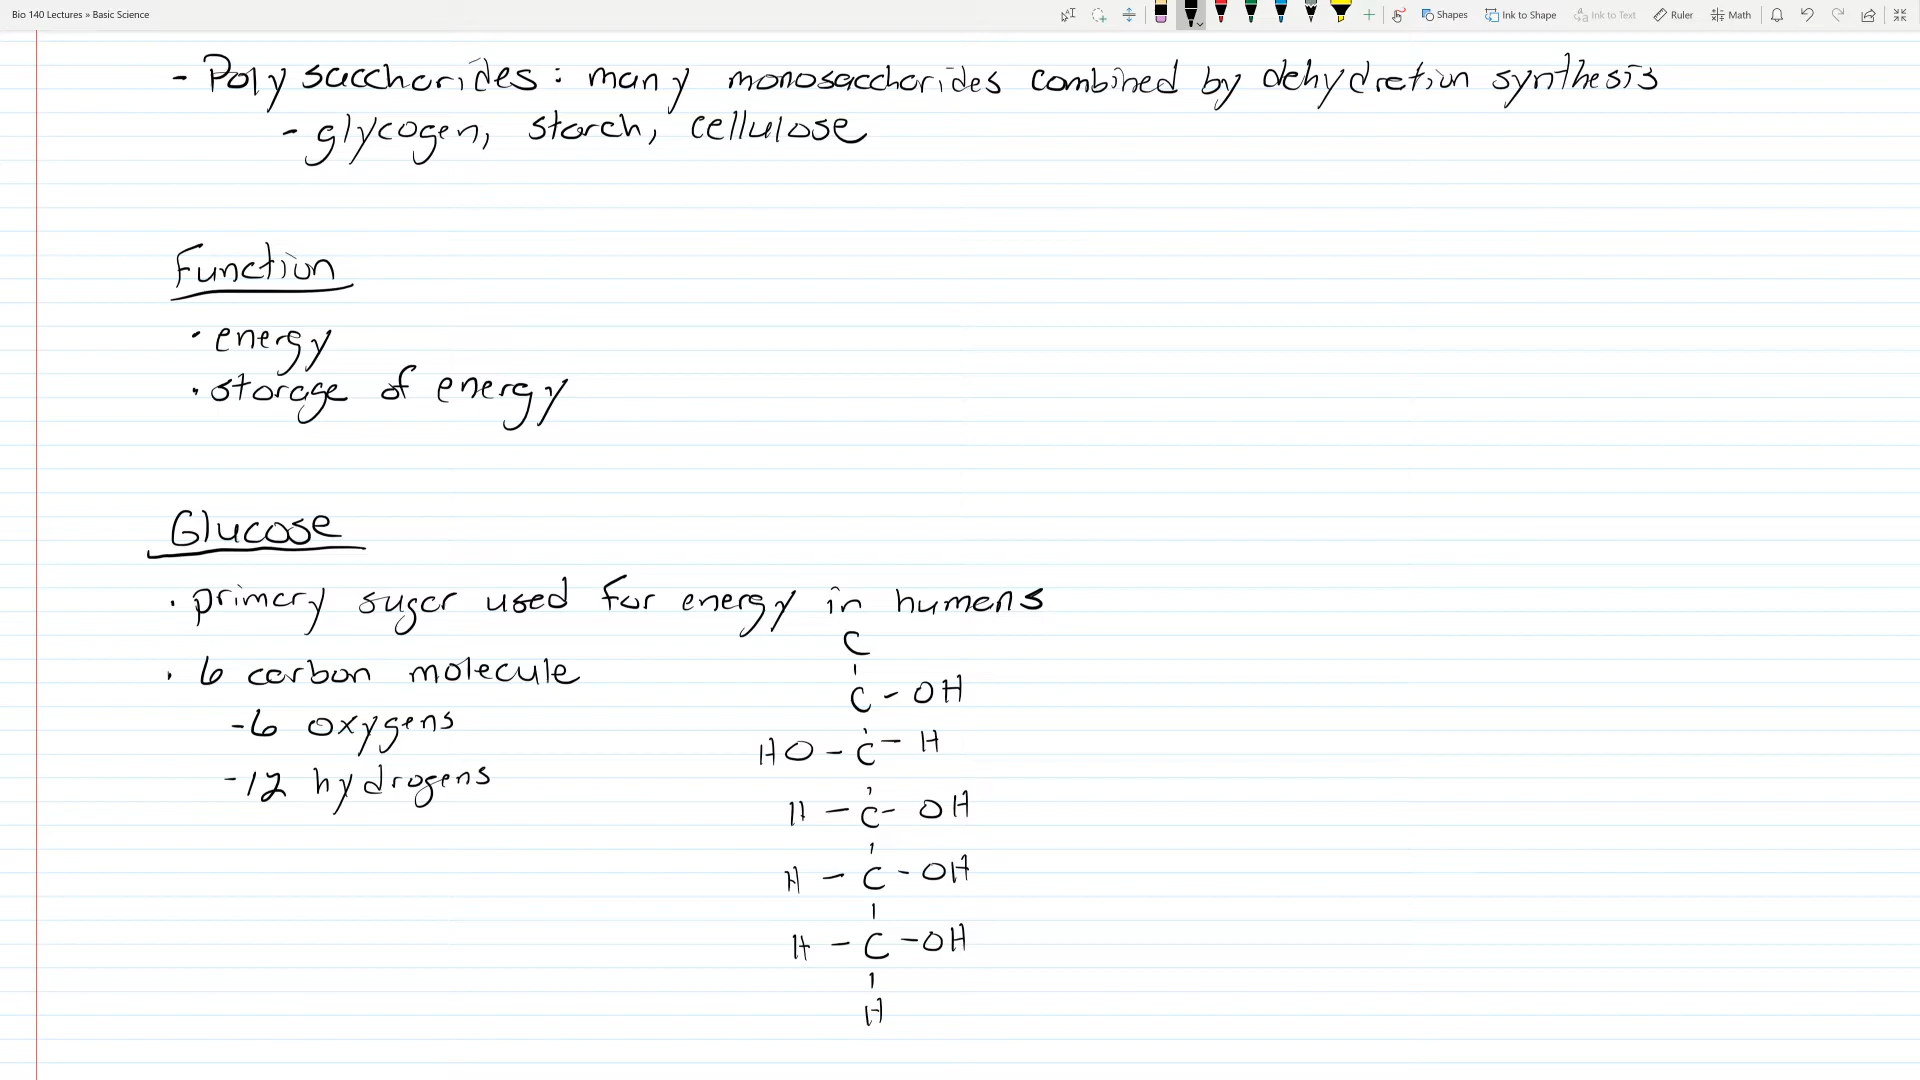 Bio 140 Lectures » Basic Science
Shapes Ink to Shape Ink to Text Ruler Math
- Polysaccharides: many monosaccharides combined by dehydration synthesis
- glycogen, starch, cellulose
Function
· energy
· storage of energy
Glucose
· primary sugar used for energy in humans
· 6 carbon molecule
-6 oxygens
-12 hydrogens
C
C - OH
HO - C - H
H - C - OH
H - C - OH
H - C - OH
H